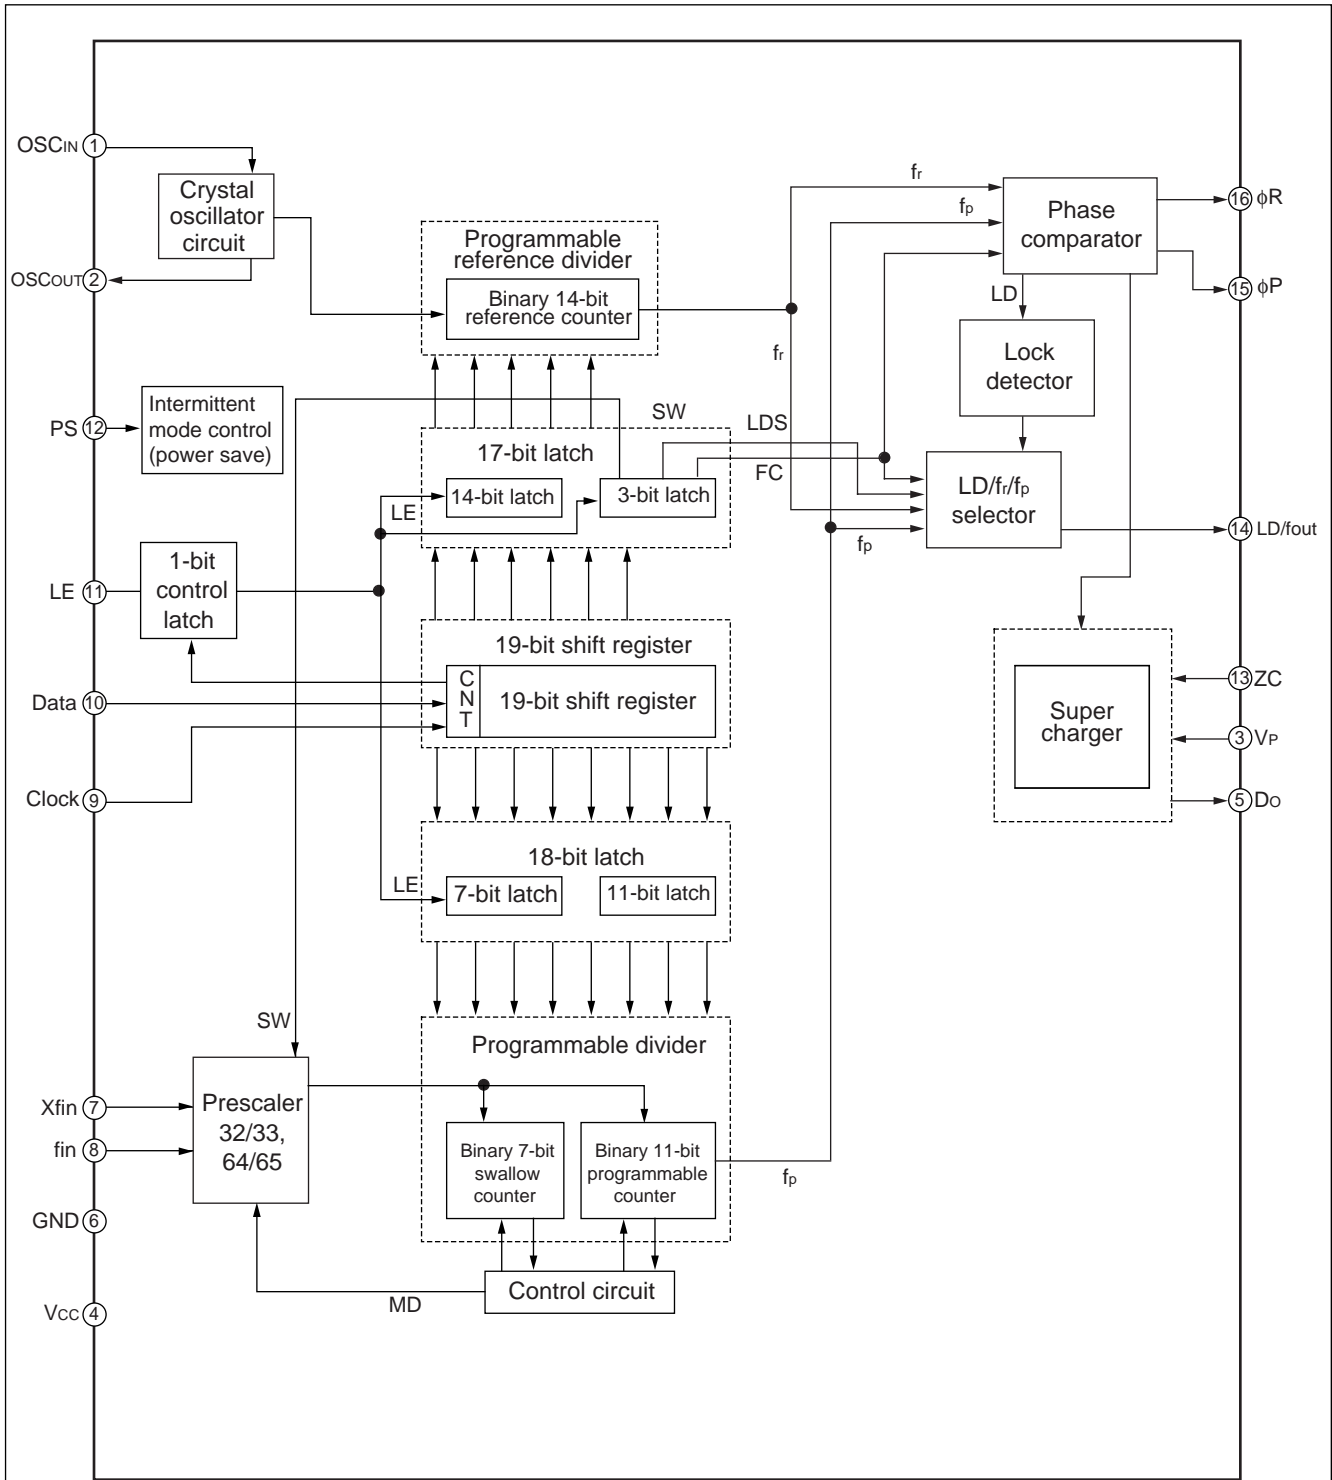 OSCIN 1
Crystal
oscillator
circuit
OSCOUT 2
Programmable
reference divider
Binary 14-bit
reference counter
fr
fr
fp
Phase
comparator
16 ϕR
15 ϕP
LD
Lock
detector
PS 12
Intermittent
mode control
(power save)
SW
17-bit latch
14-bit latch
3-bit latch
LE
LDS
FC
LD/fr/fp
selector
fp
14 LD/fout
LE 11
1-bit
control
latch
19-bit shift register
C
N
T
19-bit shift register
Data 10
Clock 9
Super
charger
13 ZC
3 VP
5 DO
18-bit latch
LE
7-bit latch
11-bit latch
SW
Programmable divider
Xfin 7
fin 8
Prescaler
32/33,
64/65
Binary 7-bit
swallow
counter
Binary 11-bit
programmable
counter
fp
GND 6
Control circuit
MD
VCC 4